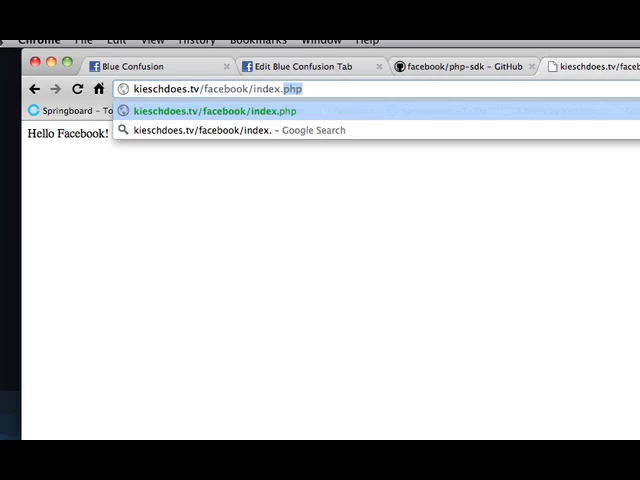 Chrome File Edit View History Bookmarks Window Help
Blue Confusion
Edit Blue Confusion Tab
facebook/php-sdk - GitHub
kieschdoes.tv/faceb
kieschdoes.tv/facebook/index.php
Springboard - To
kieschdoes.tv/facebook/index.php
kieschdoes.tv/facebook/index. - Google Search
Hello Facebook!